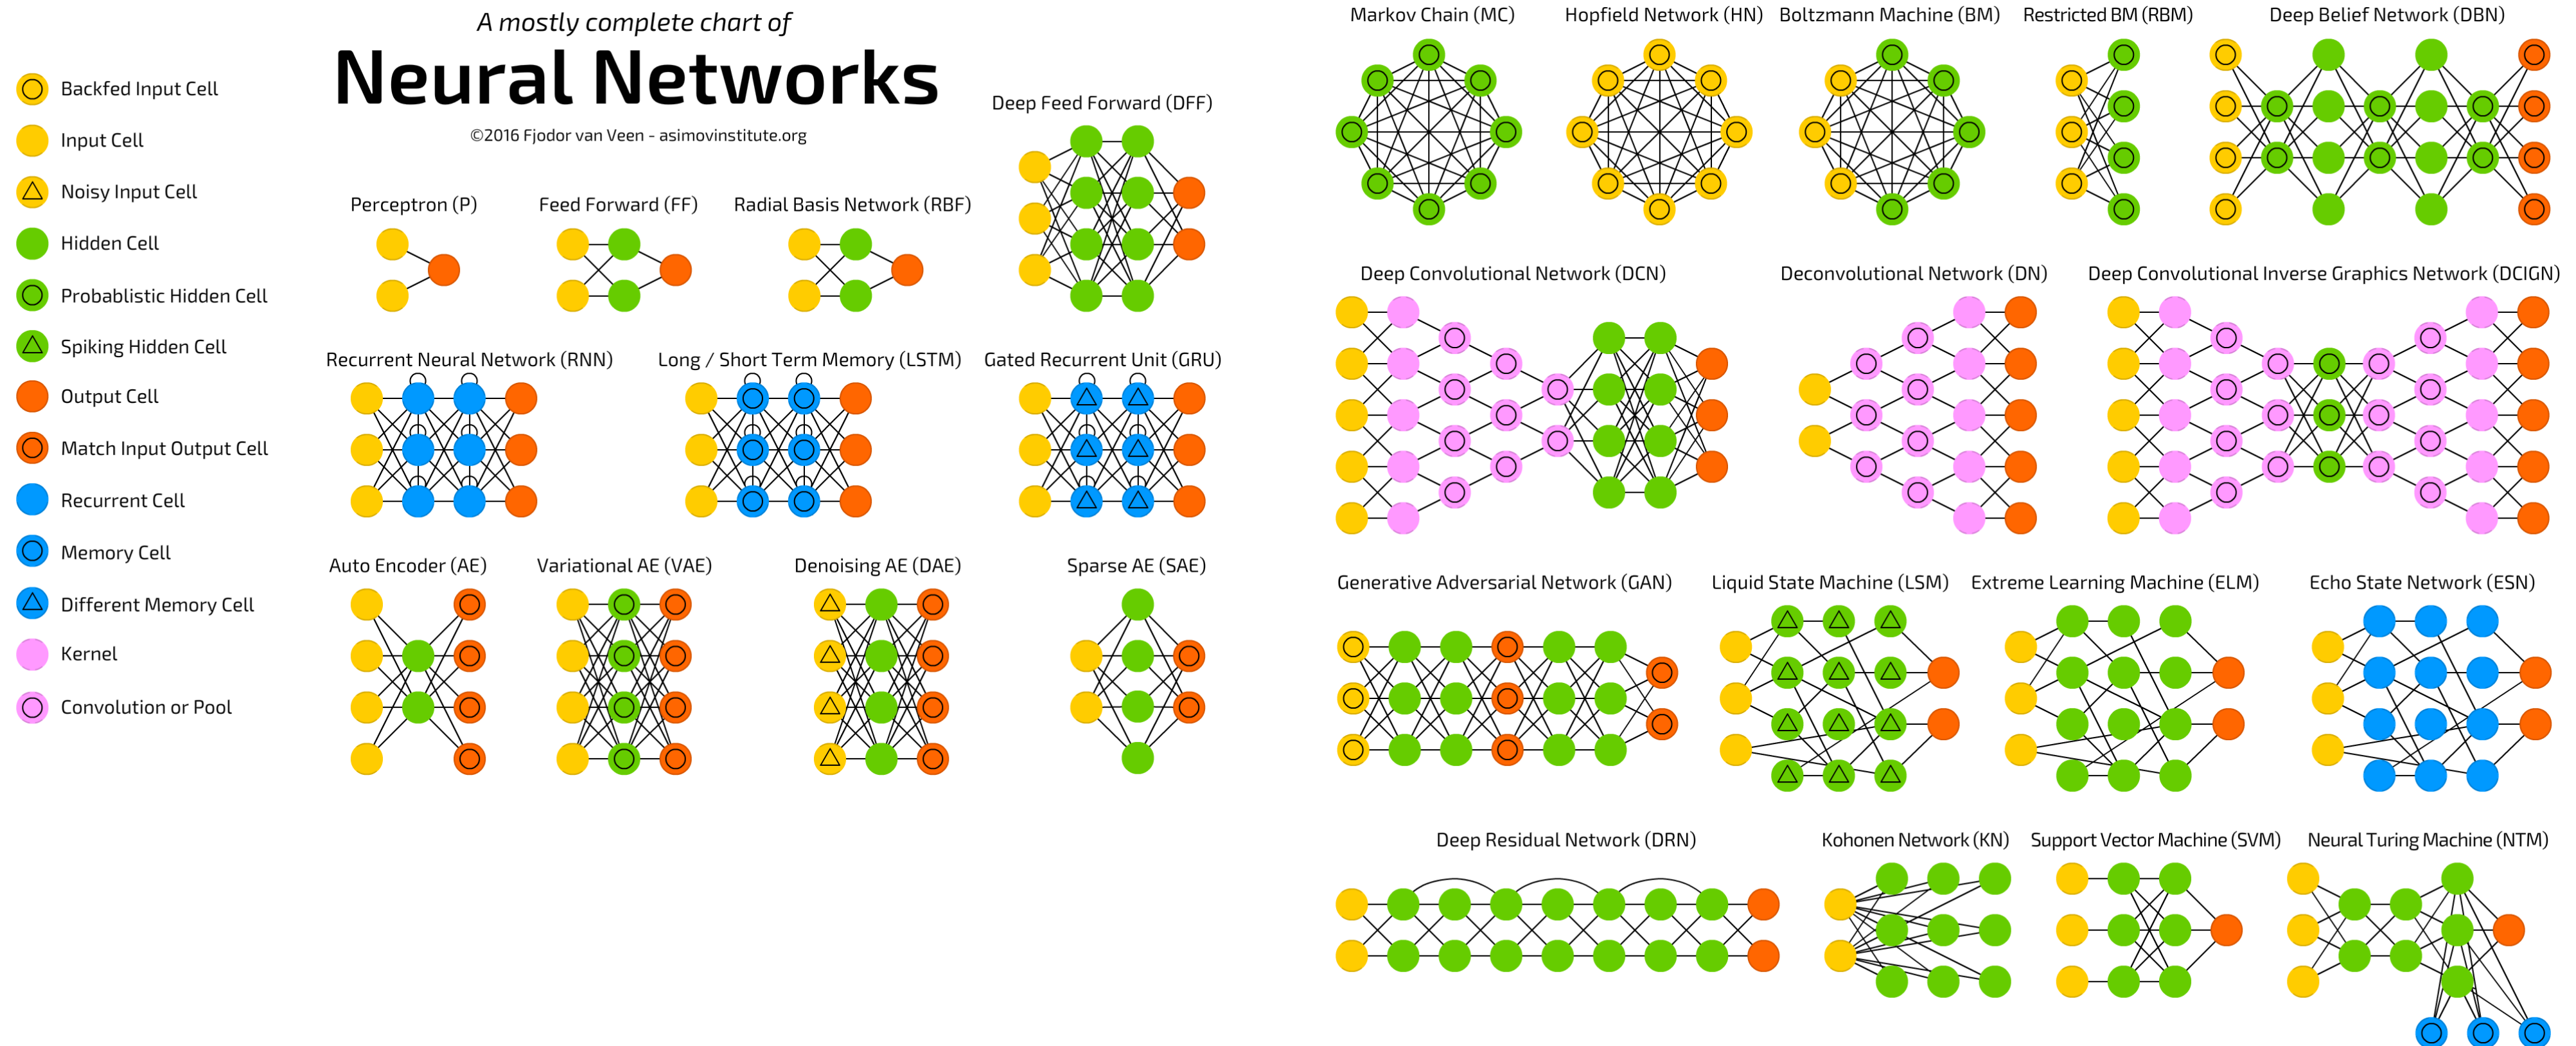 A mostly complete chart of
Neural Networks
©2016 Fjodor van Veen - asimovinstitute.org
Backfed Input Cell
Input Cell
Noisy Input Cell
Hidden Cell
Probablistic Hidden Cell
Spiking Hidden Cell
Output Cell
Match Input Output Cell
Recurrent Cell
Memory Cell
Different Memory Cell
Kernel
Convolution or Pool
Deep Feed Forward (DFF)
Perceptron (P)
Feed Forward (FF)
Radial Basis Network (RBF)
Recurrent Neural Network (RNN)
Long / Short Term Memory (LSTM)
Gated Recurrent Unit (GRU)
Auto Encoder (AE)
Variational AE (VAE)
Denoising AE (DAE)
Sparse AE (SAE)
Markov Chain (MC)
Hopfield Network (HN)
Boltzmann Machine (BM)
Restricted BM (RBM)
Deep Belief Network (DBN)
Deep Convolutional Network (DCN)
Deconvolutional Network (DN)
Deep Convolutional Inverse Graphics Network (DCIGN)
Generative Adversarial Network (GAN)
Liquid State Machine (LSM)
Extreme Learning Machine (ELM)
Echo State Network (ESN)
Deep Residual Network (DRN)
Kohonen Network (KN)
Support Vector Machine (SVM)
Neural Turing Machine (NTM)